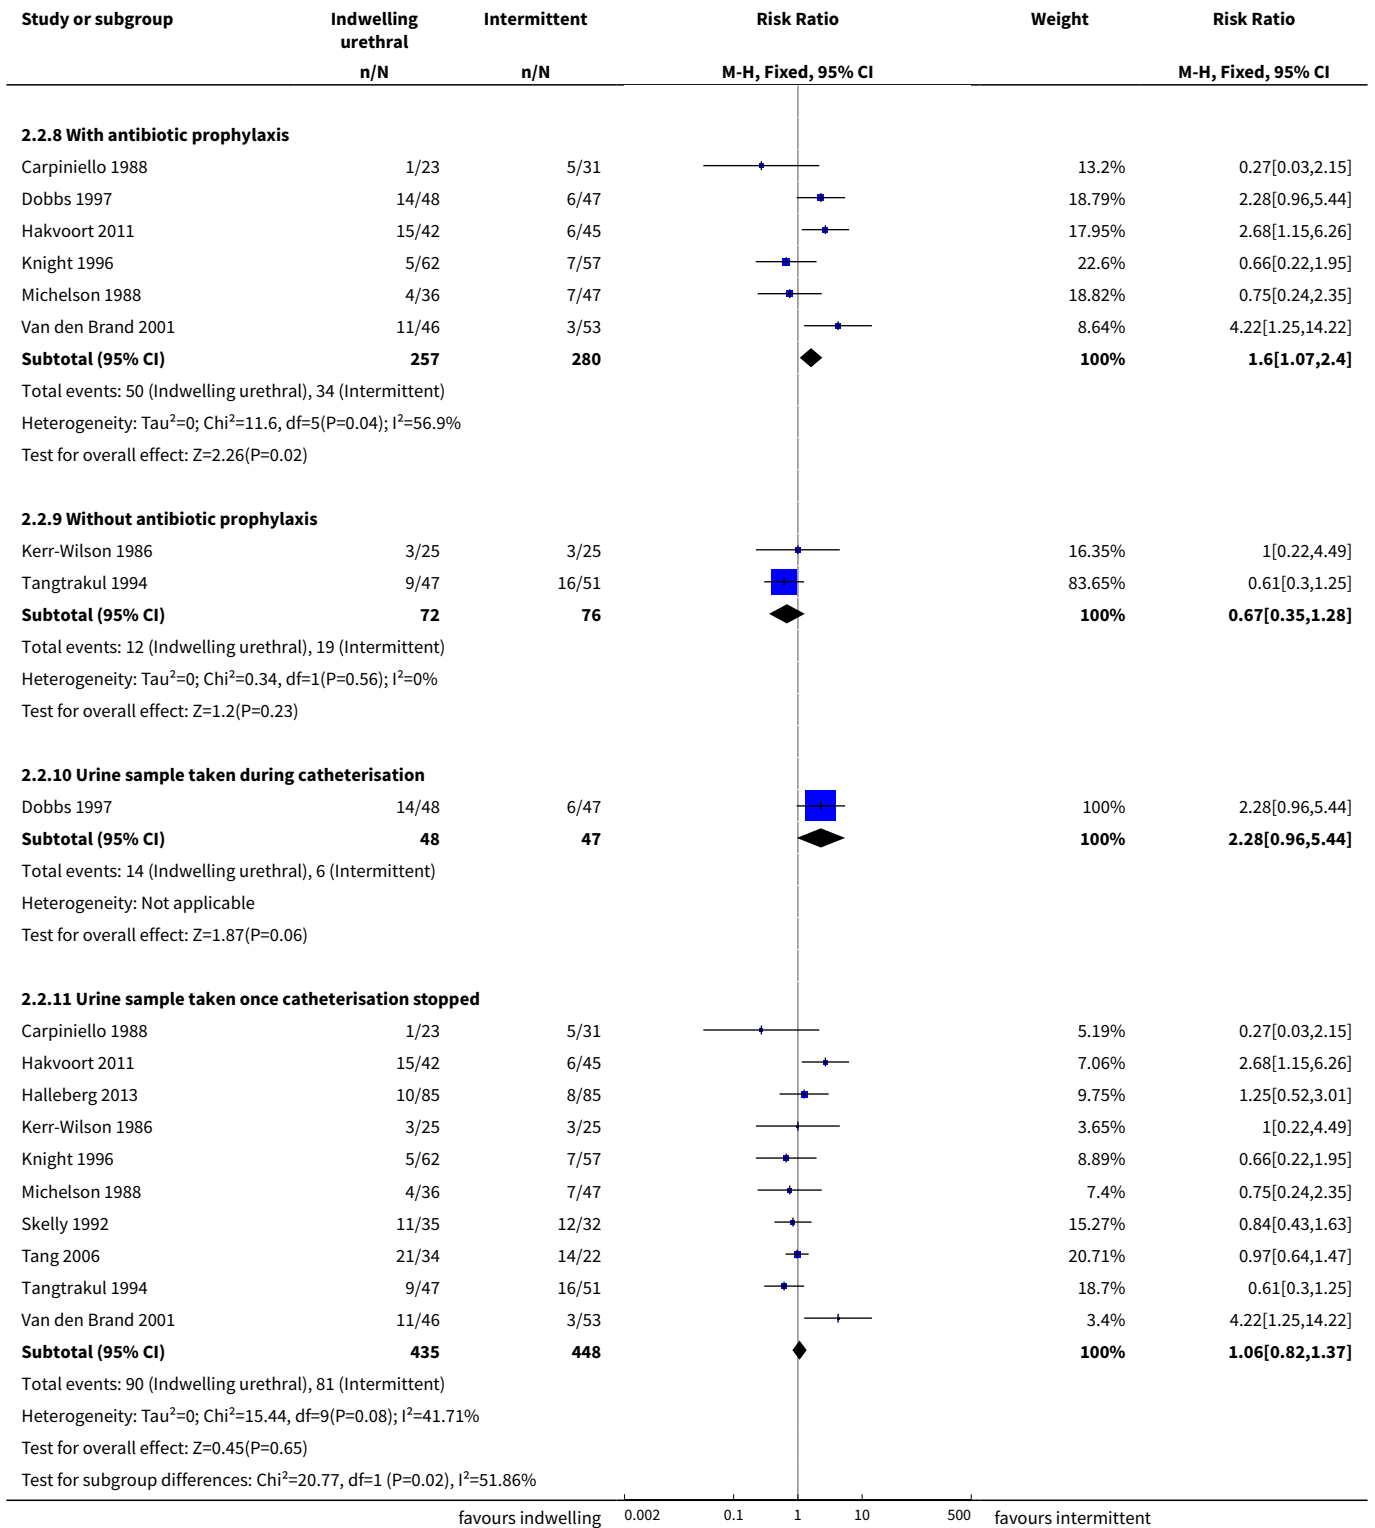 Study or subgroup Indwelling urethral Intermittent Risk Ratio Weight Risk Ratio
n/N n/N M-H, Fixed, 95% CI M-H, Fixed, 95% CI
2.2.8 With antibiotic prophylaxis
Carpiniello 1988 1/23 5/31 13.2% 0.27[0.03,2.15]
Dobbs 1997 14/48 6/47 18.79% 2.28[0.96,5.44]
Hakvoort 2011 15/42 6/45 17.95% 2.68[1.15,6.26]
Knight 1996 5/62 7/57 22.6% 0.66[0.22,1.95]
Michelson 1988 4/36 7/47 18.82% 0.75[0.24,2.35]
Van den Brand 2001 11/46 3/53 8.64% 4.22[1.25,14.22]
Subtotal (95% CI) 257 280 100% 1.6[1.07,2.4]
Total events: 50 (Indwelling urethral), 34 (Intermittent)
Heterogeneity: Tau²=0; Chi²=11.6, df=5(P=0.04); I²=56.9%
Test for overall effect: Z=2.26(P=0.02)
2.2.9 Without antibiotic prophylaxis
Kerr-Wilson 1986 3/25 3/25 16.35% 1[0.22,4.49]
Tangtrakul 1994 9/47 16/51 83.65% 0.61[0.3,1.25]
Subtotal (95% CI) 72 76 100% 0.67[0.35,1.28]
Total events: 12 (Indwelling urethral), 19 (Intermittent)
Heterogeneity: Tau²=0; Chi²=0.34, df=1(P=0.56); I²=0%
Test for overall effect: Z=1.2(P=0.23)
2.2.10 Urine sample taken during catheterisation
Dobbs 1997 14/48 6/47 100% 2.28[0.96,5.44]
Subtotal (95% CI) 48 47 100% 2.28[0.96,5.44]
Total events: 14 (Indwelling urethral), 6 (Intermittent)
Heterogeneity: Not applicable
Test for overall effect: Z=1.87(P=0.06)
2.2.11 Urine sample taken once catheterisation stopped
Carpiniello 1988 1/23 5/31 5.19% 0.27[0.03,2.15]
Hakvoort 2011 15/42 6/45 7.06% 2.68[1.15,6.26]
Halleberg 2013 10/85 8/85 9.75% 1.25[0.52,3.01]
Kerr-Wilson 1986 3/25 3/25 3.65% 1[0.22,4.49]
Knight 1996 5/62 7/57 8.89% 0.66[0.22,1.95]
Michelson 1988 4/36 7/47 7.4% 0.75[0.24,2.35]
Skelly 1992 11/35 12/32 15.27% 0.84[0.43,1.63]
Tang 2006 21/34 14/22 20.71% 0.97[0.64,1.47]
Tangtrakul 1994 9/47 16/51 18.7% 0.61[0.3,1.25]
Van den Brand 2001 11/46 3/53 3.4% 4.22[1.25,14.22]
Subtotal (95% CI) 435 448 100% 1.06[0.82,1.37]
Total events: 90 (Indwelling urethral), 81 (Intermittent)
Heterogeneity: Tau²=0; Chi²=15.44, df=9(P=0.08); I²=41.71%
Test for overall effect: Z=0.45(P=0.65)
Test for subgroup differences: Chi²=20.77, df=1 (P=0.02), I²=51.86%
favours indwelling 0.002 0.1 1 10 500 favours intermittent